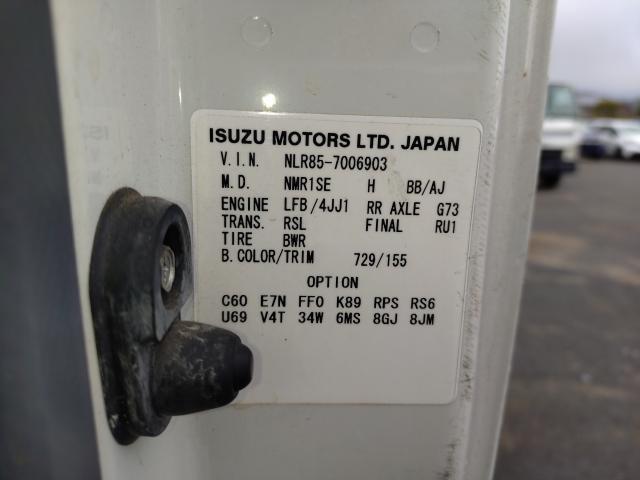 ISUZU MOTORS LTD. JAPAN
V.I.N. NLR85-7006903
M.D. NMR1SE H BB/AJ
ENGINE LFB/4JJ1 RR AXLE G73
TRANS. RSL FINAL RU1
TIRE BWR
B.COLOR/TRIM 729/155
OPTION
C60 E7N FF0 K89 RPS RS6
U69 V4T 34W 6MS 8GJ 8JM